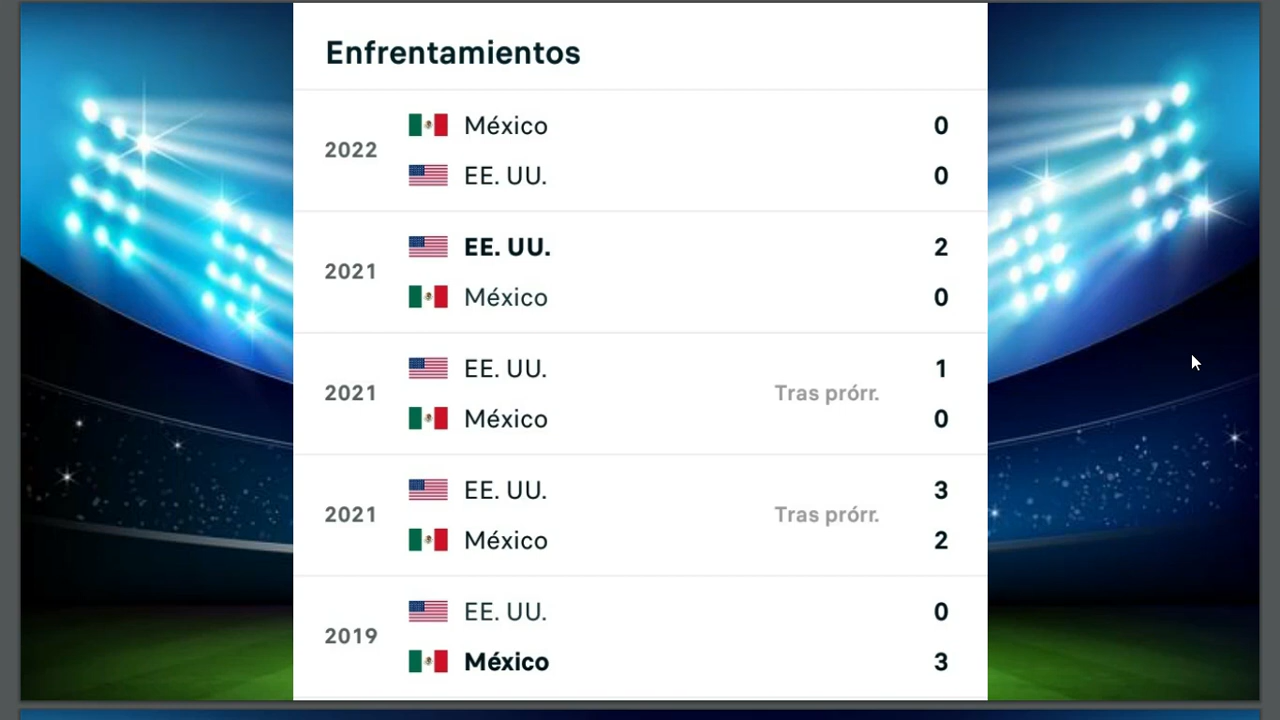 Enfrentamientos
2022
México 0
EE. UU. 0
2021
EE. UU. 2
México 0
2021
EE. UU. 1
Tras prórr.
México 0
2021
EE. UU. 3
Tras prórr.
México 2
2019
EE. UU. 0
México 3